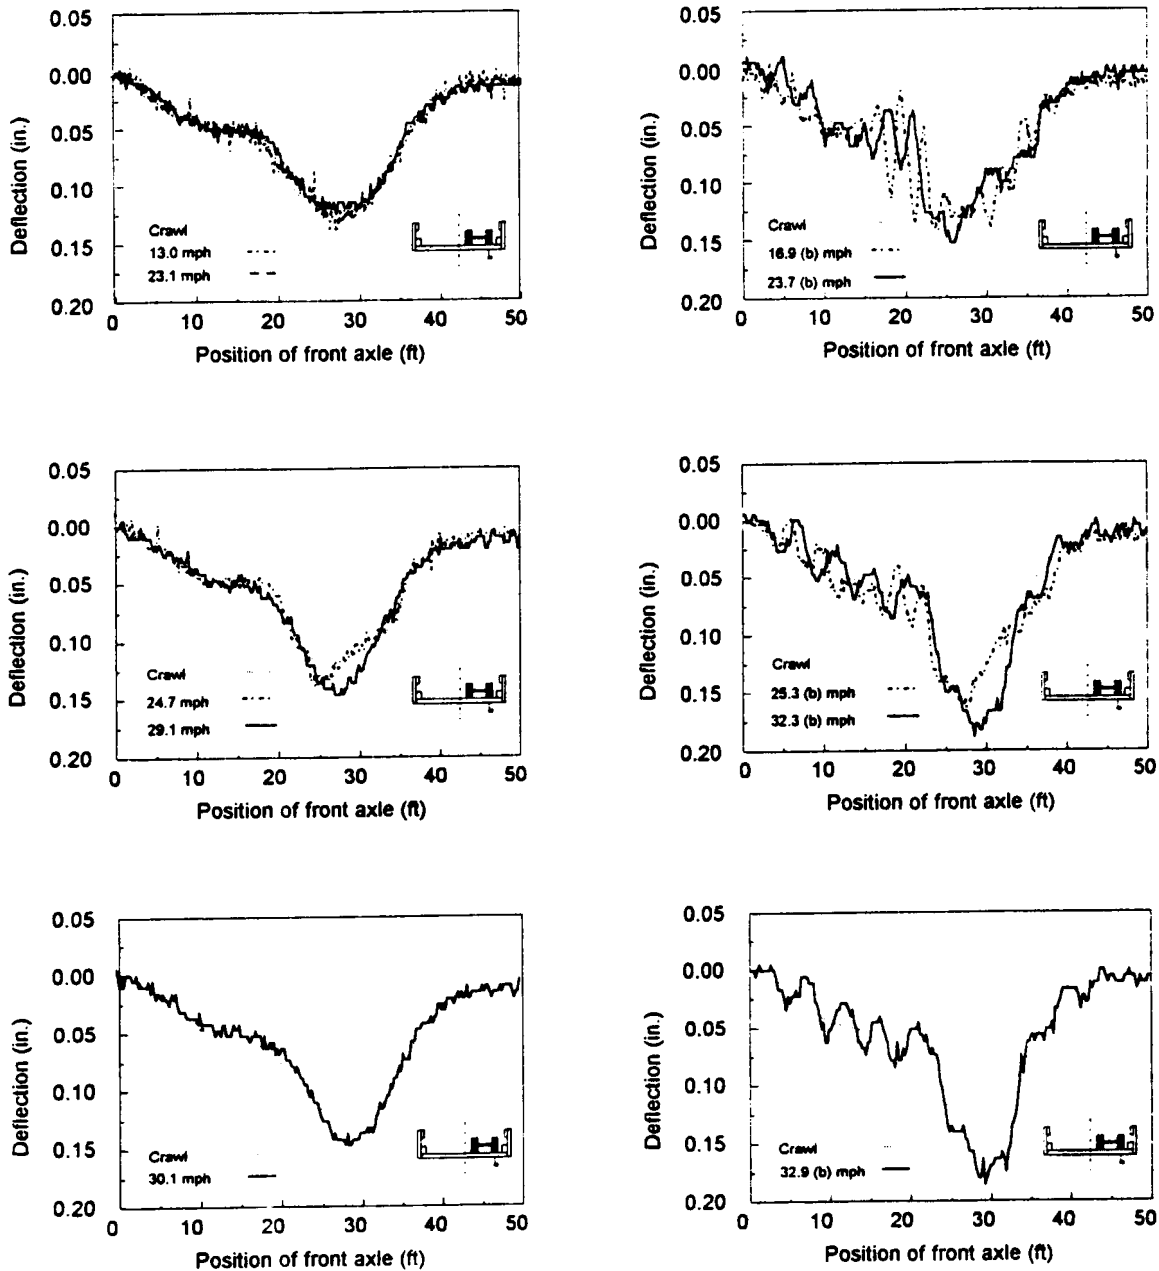 0.05
0.00
0.05
0.10
0.15
0.20
Deflection (in.)
Crawl
13.0 mph
23.1 mph
0 10 20 30 40 50
Position of front axle (ft)
0.05
0.00
0.05
0.10
0.15
0.20
Deflection (in.)
Crawl
16.9 (b) mph
23.7 (b) mph
0 10 20 30 40 50
Position of front axle (ft)
0.05
0.00
0.05
0.10
0.15
0.20
Deflection (in.)
Crawl
24.7 mph
29.1 mph
0 10 20 30 40 50
Position of front axle (ft)
0.05
0.00
0.05
0.10
0.15
0.20
Deflection (in.)
Crawl
25.3 (b) mph
32.3 (b) mph
0 10 20 30 40 50
Position of front axle (ft)
0.05
0.00
0.05
0.10
0.15
0.20
Deflection (in.)
Crawl
30.1 mph
0 10 20 30 40 50
Position of front axle (ft)
0.05
0.00
0.05
0.10
0.15
0.20
Deflection (in.)
Crawl
32.9 (b) mph
0 10 20 30 40 50
Position of front axle (ft)